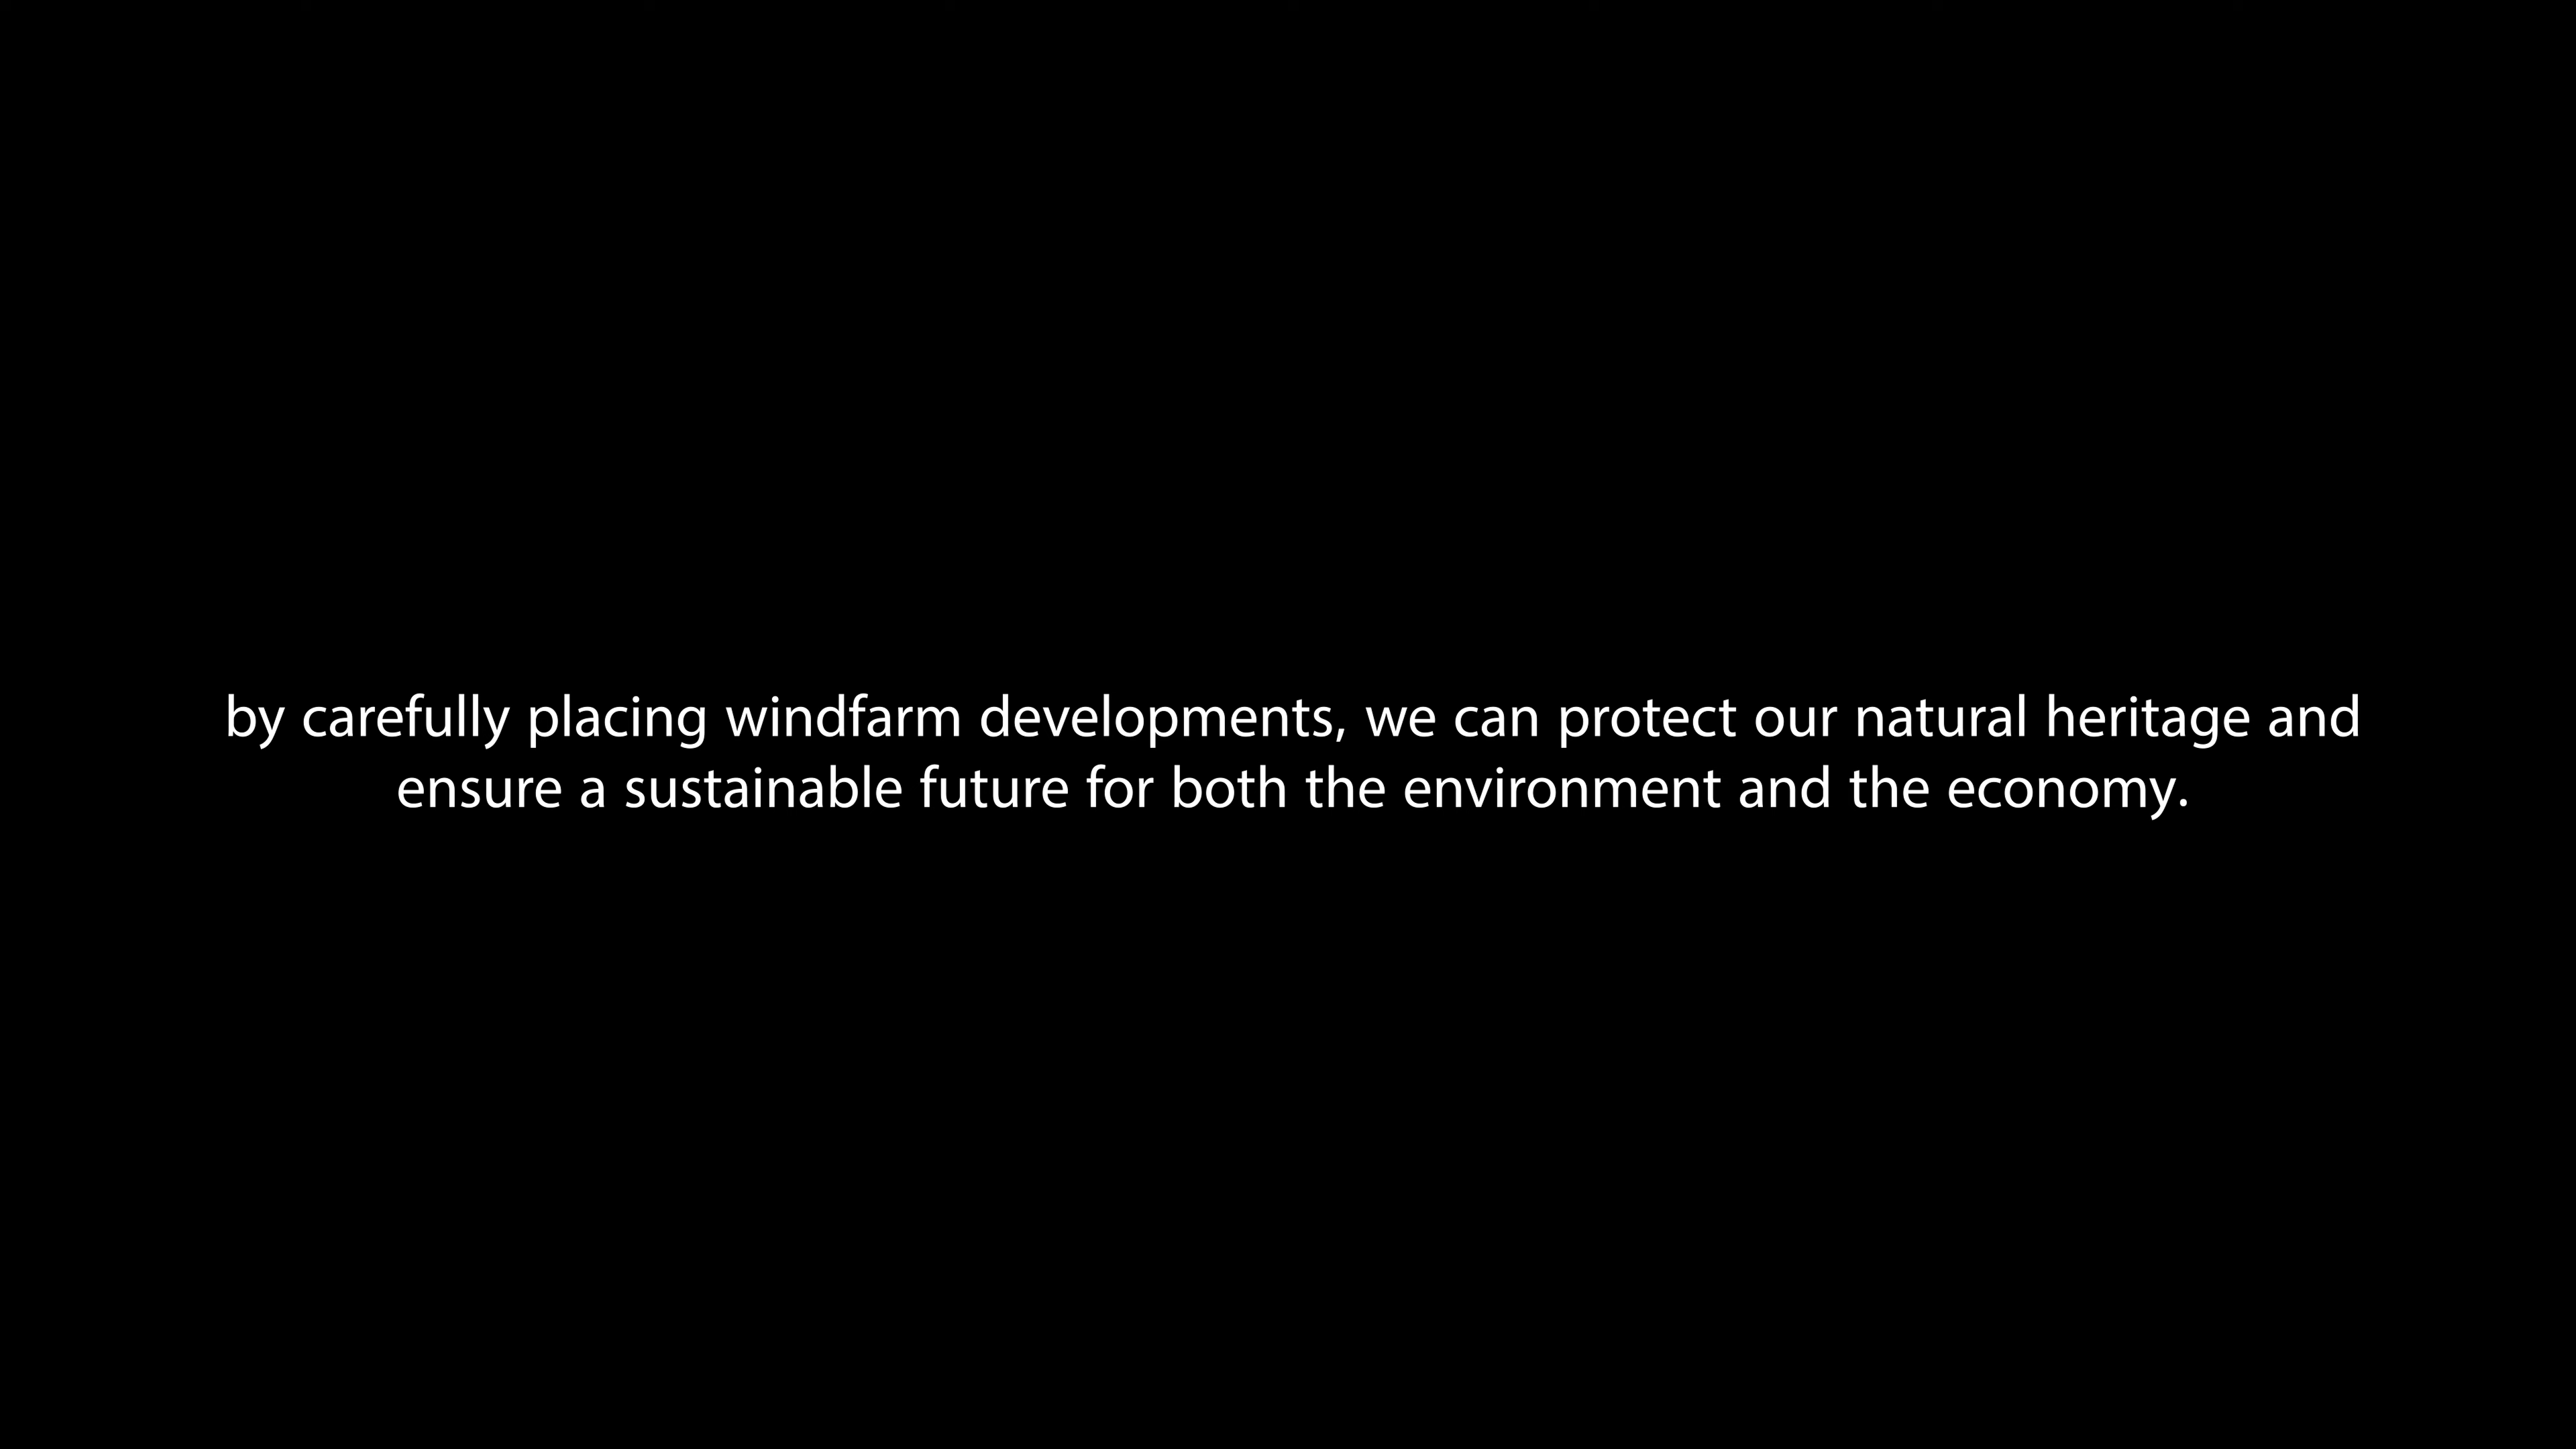 by carefully placing windfarm developments, we can protect our natural heritage and
ensure a sustainable future for both the environment and the economy.